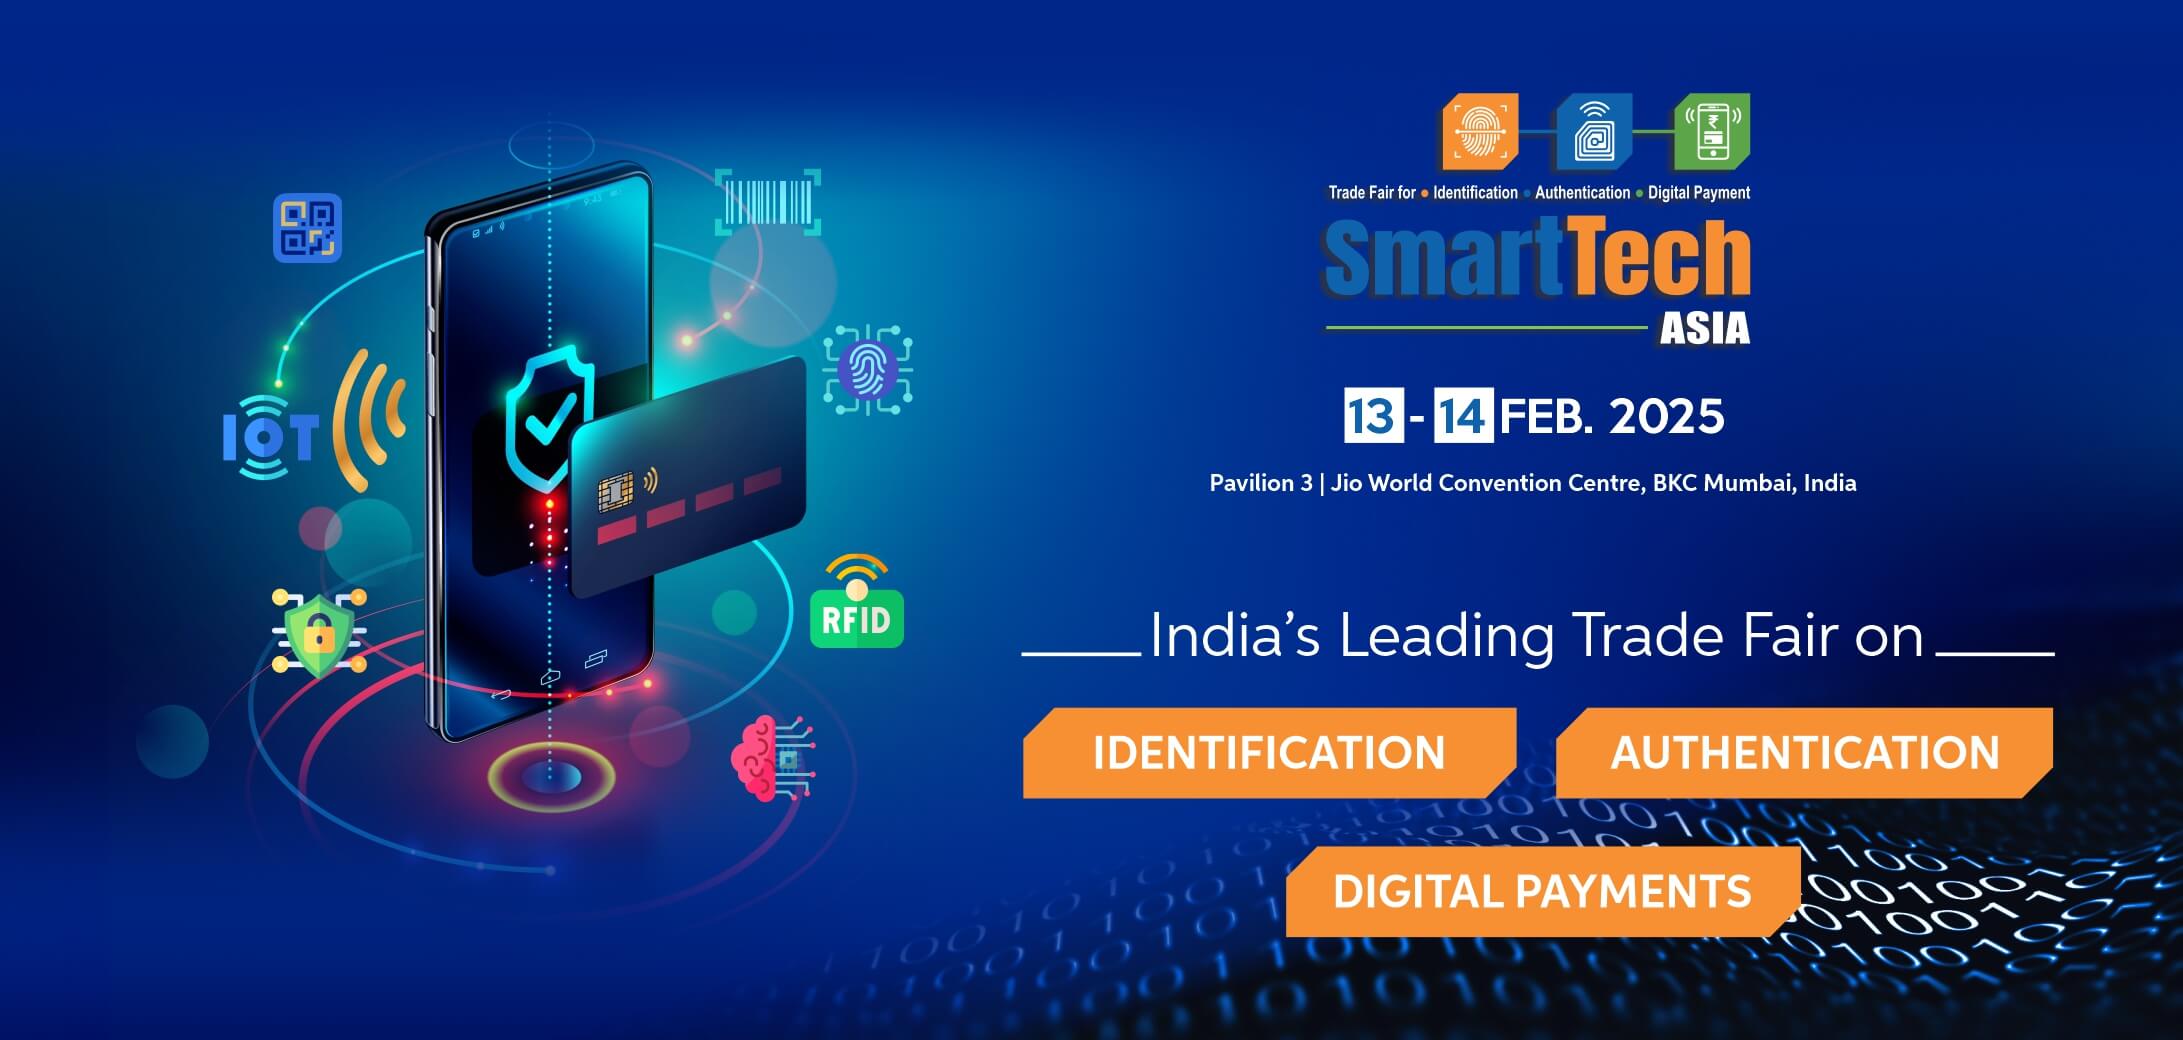 Trade Fair for • Identification • Authentication • Digital Payment
SmartTech
ASIA
13 - 14 FEB. 2025
Pavilion 3 | Jio World Convention Centre, BKC Mumbai, India
IOT
RFID
India's Leading Trade Fair on
IDENTIFICATION
AUTHENTICATION
DIGITAL PAYMENTS